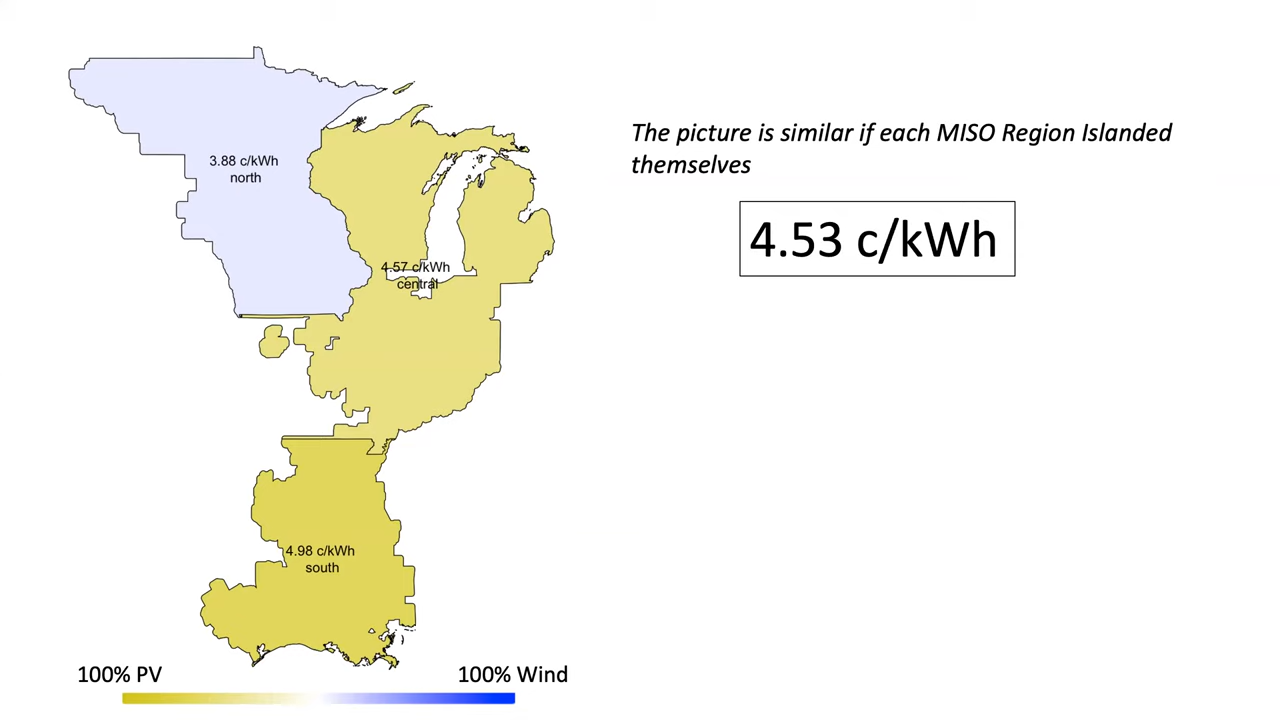 The picture is similar if each MISO Region Islanded
themselves
4.53 c/kWh
3.88 c/kWh
north
4.57 c/kWh
central
4.98 c/kWh
south
100% PV
100% Wind